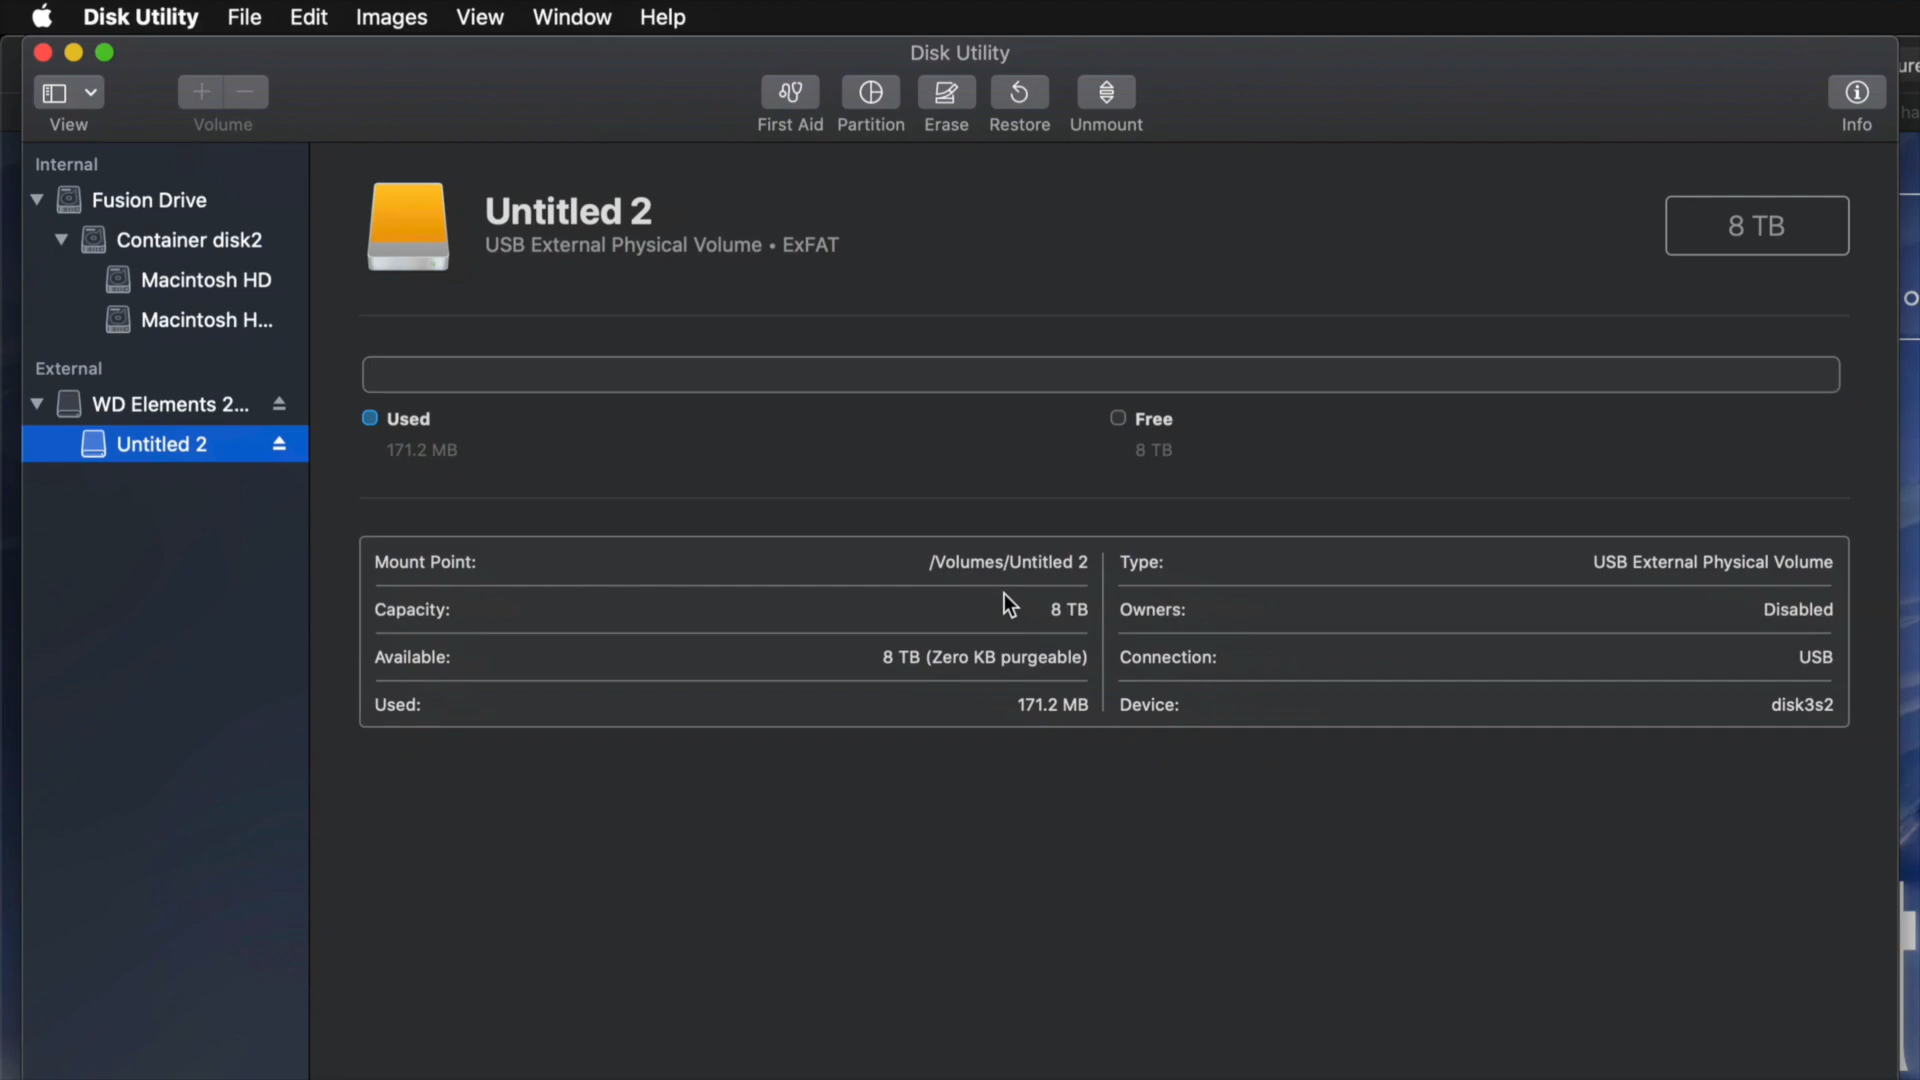 Disk Utility File Edit Images View Window Help
Disk Utility
View Volume First Aid Partition Erase Restore Unmount Info
Internal
Fusion Drive
Container disk2
Macintosh HD
Macintosh H...
External
WD Elements 2...
Untitled 2
Untitled 2
USB External Physical Volume • ExFAT
8 TB
Used
171.2 MB
Free
8 TB
Mount Point: /Volumes/Untitled 2
Capacity: 8 TB
Available: 8 TB (Zero KB purgeable)
Used: 171.2 MB
Type: USB External Physical Volume
Owners: Disabled
Connection: USB
Device: disk3s2